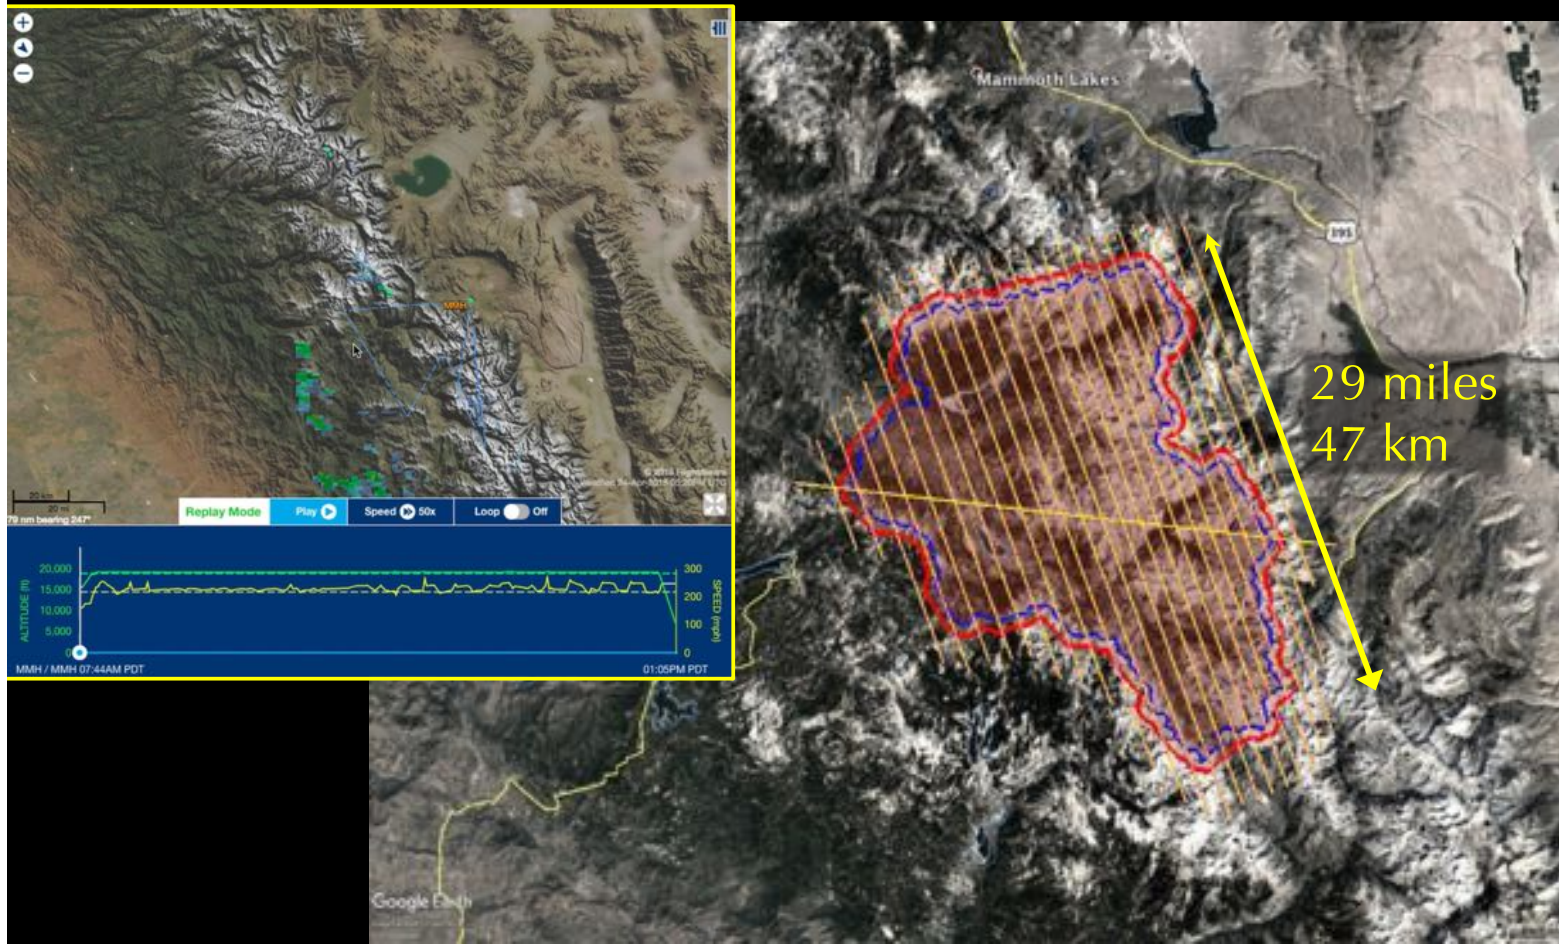 MMH
20 km
20 mi
79 nm bearing 247°
Replay Mode
Play
Speed
50x
Loop
Off
ALTITUDE (ft)
20,000
15,000
10,000
5,000
0
300
200
100
0
SPEED (mph)
MMH / MMH 07:44AM PDT
01:05PM PDT
Mammoth Lakes
395
29 miles
47 km
Google Earth